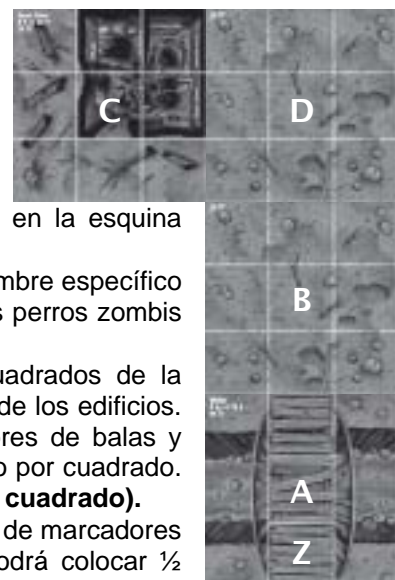 C
D
en la esquina
mbre específico
s perros zombis
B
uadrados de la
de los edificios.
ores de balas y
o por cuadrado.
cuadrado).
A
de marcadores
odrá colocar ½
Z